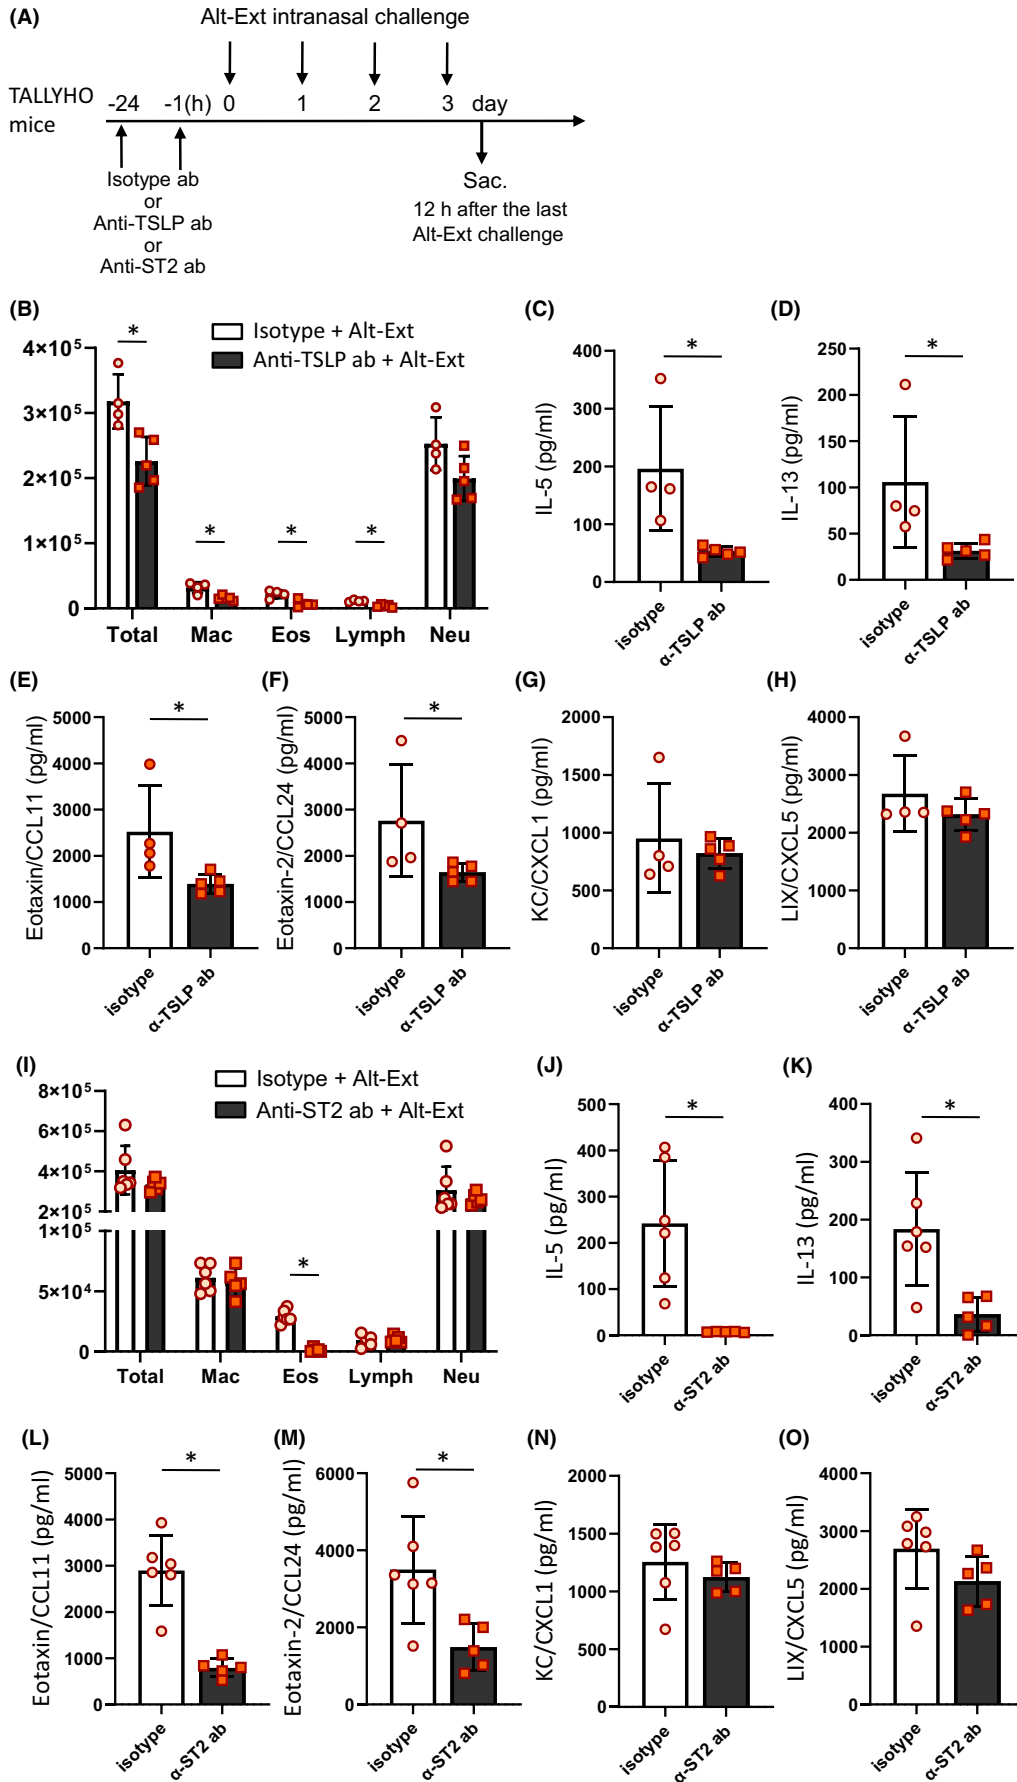 (A)
Alt-Ext intranasal challenge
TALLYHO mice
-24 -1(h) 0 1 2 3 day
Isotype ab
or
Anti-TSLP ab
or
Anti-ST2 ab
Sac.
12 h after the last
Alt-Ext challenge
(B)
Isotype + Alt-Ext
Anti-TSLP ab + Alt-Ext
4×10⁵
3×10⁵
2×10⁵
1×10⁵
0
* * * *
Total Mac Eos Lymph Neu
(C)
IL-5 (pg/ml)
400
300
200
100
0
*
isotype
α-TSLP ab
(D)
IL-13 (pg/ml)
250
200
150
100
50
0
*
isotype
α-TSLP ab
(E)
Eotaxin/CCL11 (pg/ml)
5000
4000
3000
2000
1000
0
*
isotype
α-TSLP ab
(F)
Eotaxin-2/CCL24 (pg/ml)
5000
4000
3000
2000
1000
0
*
isotype
α-TSLP ab
(G)
KC/CXCL1 (pg/ml)
2000
1500
1000
500
0
isotype
α-TSLP ab
(H)
LIX/CXCL5 (pg/ml)
4000
3000
2000
1000
0
isotype
α-TSLP ab
(I)
Isotype + Alt-Ext
Anti-ST2 ab + Alt-Ext
8×10⁵
6×10⁵
4×10⁵
2×10⁵
1×10⁵
5×10⁴
0
*
Total Mac Eos Lymph Neu
(J)
IL-5 (pg/ml)
500
400
300
200
100
0
*
isotype
α-ST2 ab
(K)
IL-13 (pg/ml)
400
300
200
100
0
*
isotype
α-ST2 ab
(L)
Eotaxin/CCL11 (pg/ml)
5000
4000
3000
2000
1000
0
*
isotype
α-ST2 ab
(M)
Eotaxin-2/CCL24 (pg/ml)
6000
4000
2000
0
*
isotype
α-ST2 ab
(N)
KC/CXCL1 (pg/ml)
2000
1500
1000
500
0
isotype
α-ST2 ab
(O)
LIX/CXCL5 (pg/ml)
4000
3000
2000
1000
0
isotype
α-ST2 ab